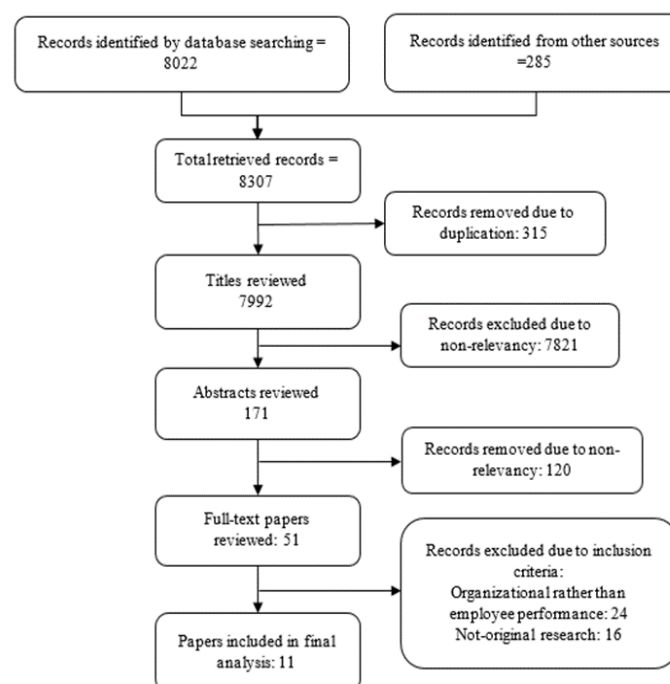 Records identified by database searching =
8022
Records identified from other sources
=285
Total retrieved records =
8307
Records removed due to
duplication: 315
Titles reviewed
7992
Records excluded due to
non-relevancy: 7821
Abstracts reviewed
171
Records removed due to non-
relevancy: 120
Full-text papers
reviewed: 51
Records excluded due to inclusion
criteria:
Organizational rather than
employee performance: 24
Not-original research: 16
Papers included in final
analysis: 11